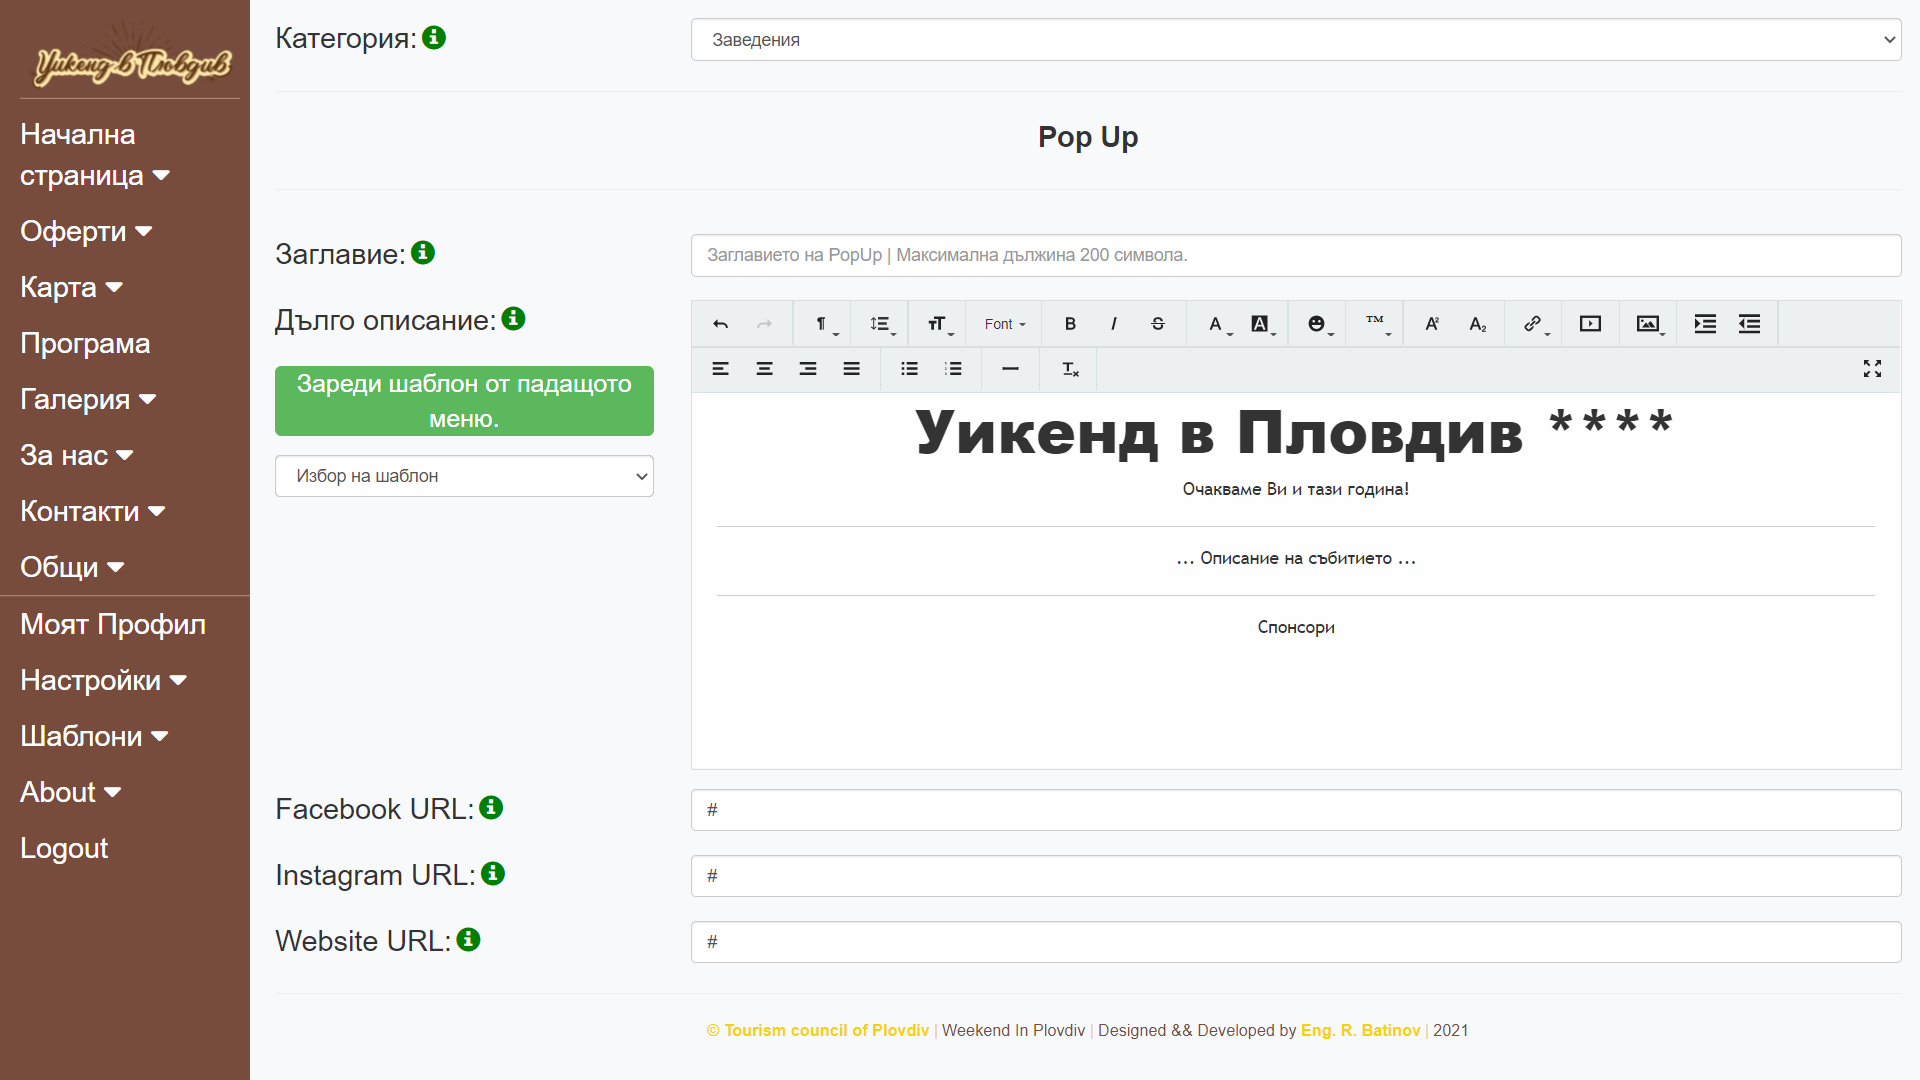 Уикенд в Пловдив
Начална
страница
Оферти
Карта
Програма
Галерия
За нас
Контакти
Общи
Моят Профил
Настройки
Шаблони
About
Logout
Категория:
Заведения
Pop Up
Заглавие:
Заглавието на PopUp | Максимална дължина 200 символа.
Дълго описание:
Зареди шаблон от падащото
меню.
Избор на шаблон
Font
Уикенд в Пловдив ****
Очакваме Ви и тази година!
... Описание на събитието ...
Спонсори
Facebook URL:
#
Instagram URL:
#
Website URL:
#
© Tourism council of Plovdiv | Weekend In Plovdiv | Designed && Developed by Eng. R. Batinov | 2021